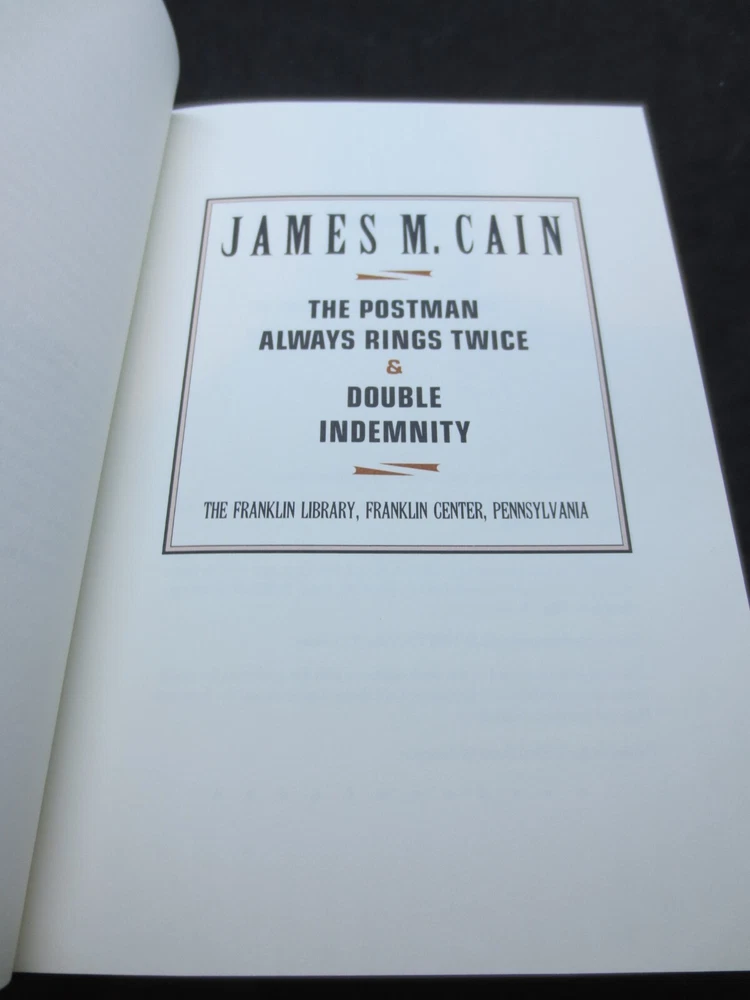 JAMES M. CAIN
THE POSTMAN
ALWAYS RINGS TWICE
&
DOUBLE
INDEMNITY
THE FRANKLIN LIBRARY, FRANKLIN CENTER, PENNSYLVANIA